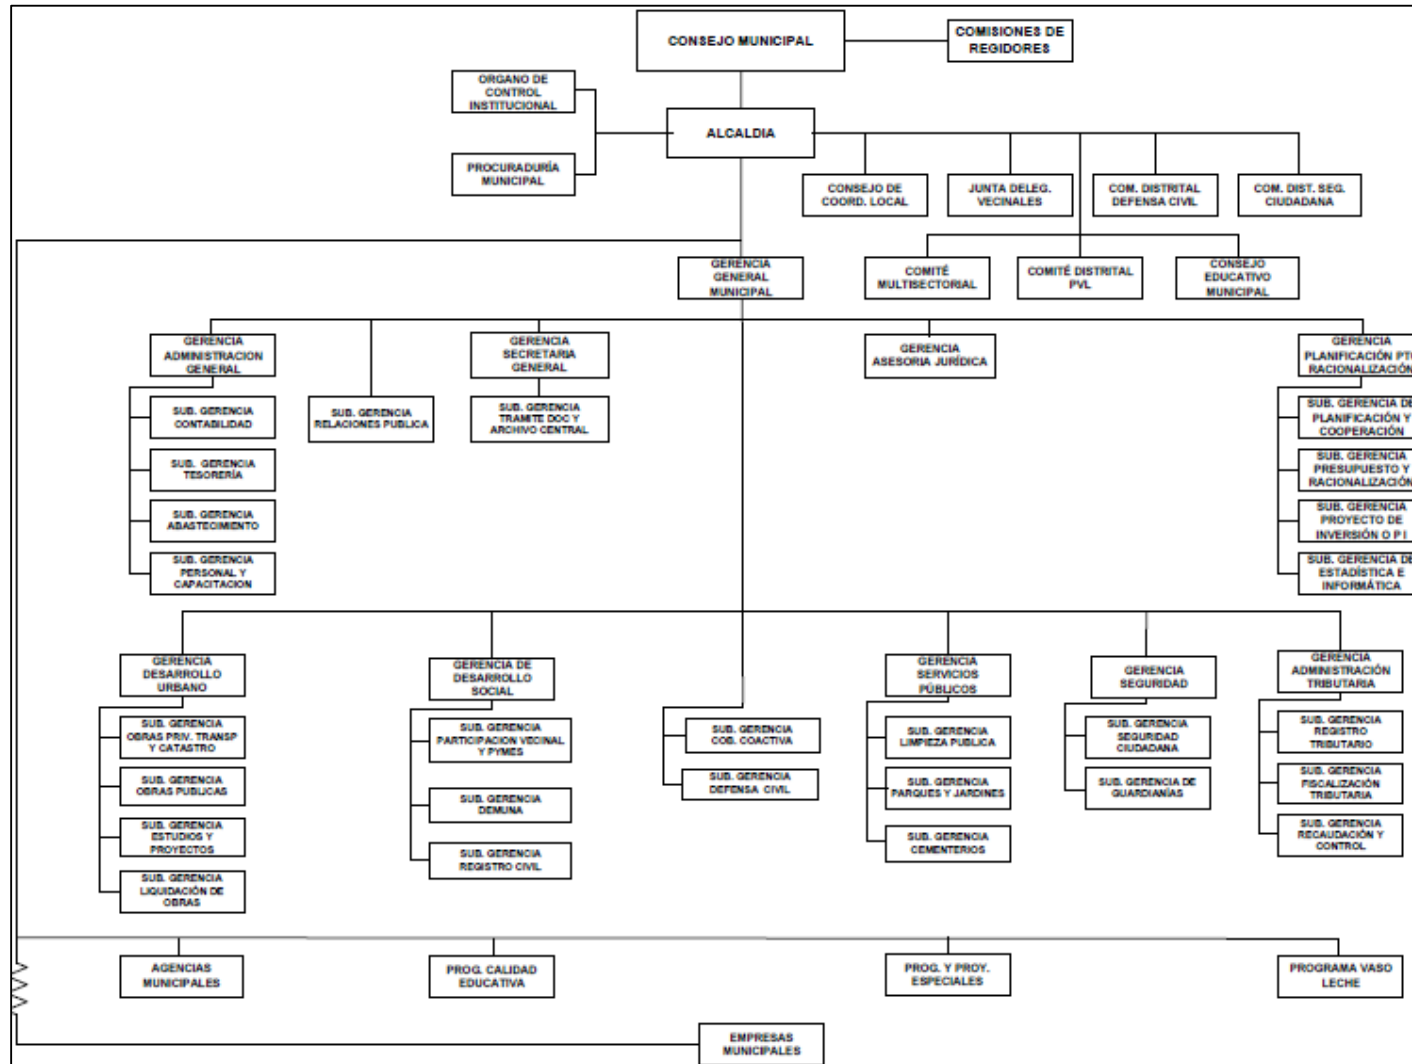 CONSEJO MUNICIPAL
COMISIONES DE
REGIDORES
ORGANO DE
CONTROL
INSTITUCIONAL
ALCALDIA
PROCURADURÍA
MUNICIPAL
CONSEJO DE
COORD. LOCAL
JUNTA DELEG.
VECINALES
COM. DISTRITAL
DEFENSA CIVIL
COM. DIST. SEG.
CIUDADANA
GERENCIA
GENERAL
MUNICIPAL
COMITÉ
MULTISECTORIAL
COMITÉ DISTRITAL
PVL
CONSEJO
EDUCATIVO
MUNICIPAL
GERENCIA
ADMINISTRACION
GENERAL
GERENCIA
SECRETARIA
GENERAL
GERENCIA
ASESORIA JURÍDICA
GERENCIA
PLANIFICACIÓN PTO
RACIONALIZACIÓN
SUB. GERENCIA
CONTABILIDAD
SUB. GERENCIA
RELACIONES PUBLICA
SUB. GERENCIA
TRAMITE DOC Y
ARCHIVO CENTRAL
SUB. GERENCIA DE
PLANIFICACIÓN Y
COOPERACIÓN
SUB. GERENCIA
TESORERÍA
SUB. GERENCIA
PRESUPUESTO Y
RACIONALIZACIÓN
SUB. GERENCIA
ABASTECIMIENTO
SUB. GERENCIA
PROYECTO DE
INVERSIÓN O P I
SUB. GERENCIA
PERSONAL Y
CAPACITACION
SUB. GERENCIA DE
ESTADÍSTICA E
INFORMÁTICA
GERENCIA
DESARROLLO
URBANO
GERENCIA DE
DESARROLLO
SOCIAL
GERENCIA
SERVICIOS
PÚBLICOS
GERENCIA
SEGURIDAD
GERENCIA
ADMINISTRACIÓN
TRIBUTARIA
SUB. GERENCIA
OBRAS PRIV. TRANSP
Y CATASTRO
SUB. GERENCIA
PARTICIPACION VECINAL
Y PYMES
SUB. GERENCIA
COB. COACTIVA
SUB. GERENCIA
LIMPIEZA PUBLICA
SUB. GERENCIA
SEGURIDAD
CIUDADANA
SUB. GERENCIA
REGISTRO
TRIBUTARIO
SUB. GERENCIA
OBRAS PUBLICAS
SUB. GERENCIA
DEMUNA
SUB. GERENCIA
DEFENSA CIVIL
SUB. GERENCIA
PARQUES Y JARDINES
SUB. GERENCIA DE
GUARDIANÍAS
SUB. GERENCIA
FISCALIZACIÓN
TRIBUTARIA
SUB. GERENCIA
ESTUDIOS Y
PROYECTOS
SUB. GERENCIA
REGISTRO CIVIL
SUB. GERENCIA
CEMENTERIOS
SUB. GERENCIA
RECAUDACIÓN Y
CONTROL
SUB. GERENCIA
LIQUIDACIÓN DE
OBRAS
AGENCIAS
MUNICIPALES
PROG. CALIDAD
EDUCATIVA
PROG. Y PROY.
ESPECIALES
PROGRAMA VASO
LECHE
EMPRESAS
MUNICIPALES